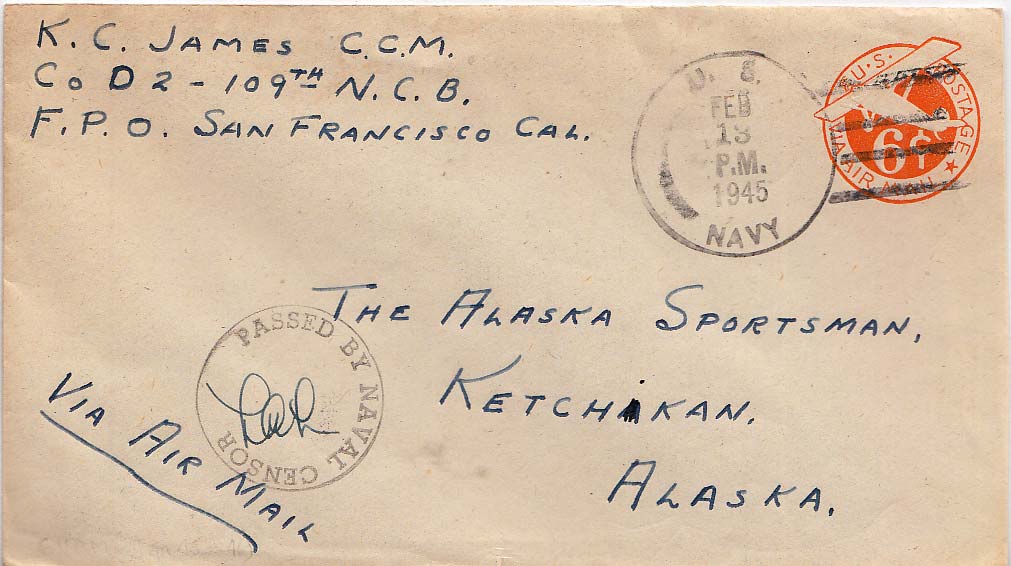 K. C. JAMES C.C.M.
Co D 2 - 109TH N.C.B.
F.P.O. SAN FRANCISCO CAL.
U. S.
FEB
13
P.M.
1945
NAVY
U.S. POSTAGE
6¢
AIR MAIL
THE ALASKA SPORTSMAN,
KETCHIKAN.
ALASKA.
PASSED BY NAVAL CENSOR
VIA AIR MAIL